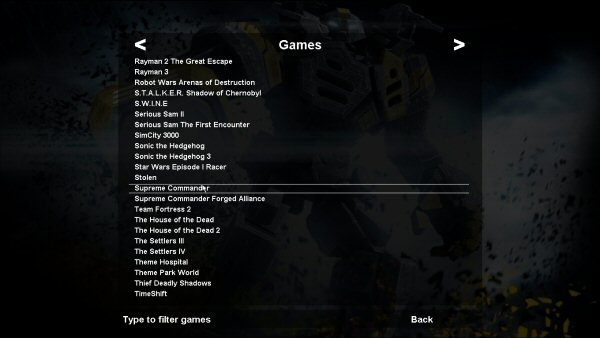 < Games >
Rayman 2 The Great Escape
Rayman 3
Robot Wars Arenas of Destruction
S.T.A.L.K.E.R. Shadow of Chernobyl
S.W.I.N.E
Serious Sam II
Serious Sam The First Encounter
SimCity 3000
Sonic the Hedgehog
Sonic the Hedgehog 3
Star Wars Episode I Racer
Stolen
Supreme Commander
Supreme Commander Forged Alliance
Team Fortress 2
The House of the Dead
The House of the Dead 2
The Settlers III
The Settlers IV
Theme Hospital
Theme Park World
Thief Deadly Shadows
TimeShift
Type to filter games Back